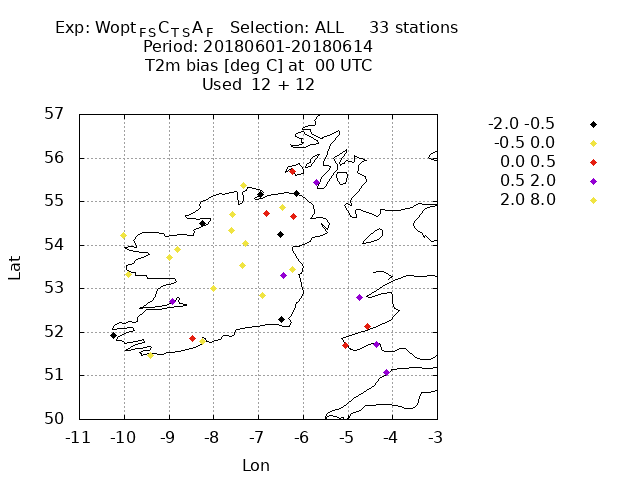 Exp: Wopt FS C TS A F Selection: ALL 33 stations
Period: 20180601-20180614
T2m bias [deg C] at 00 UTC
Used 12 + 12
-2.0 -0.5
-0.5 0.0
0.0 0.5
0.5 2.0
2.0 8.0
Lat
57
56
55
54
53
52
51
50
-11 -10 -9 -8 -7 -6 -5 -4 -3
Lon